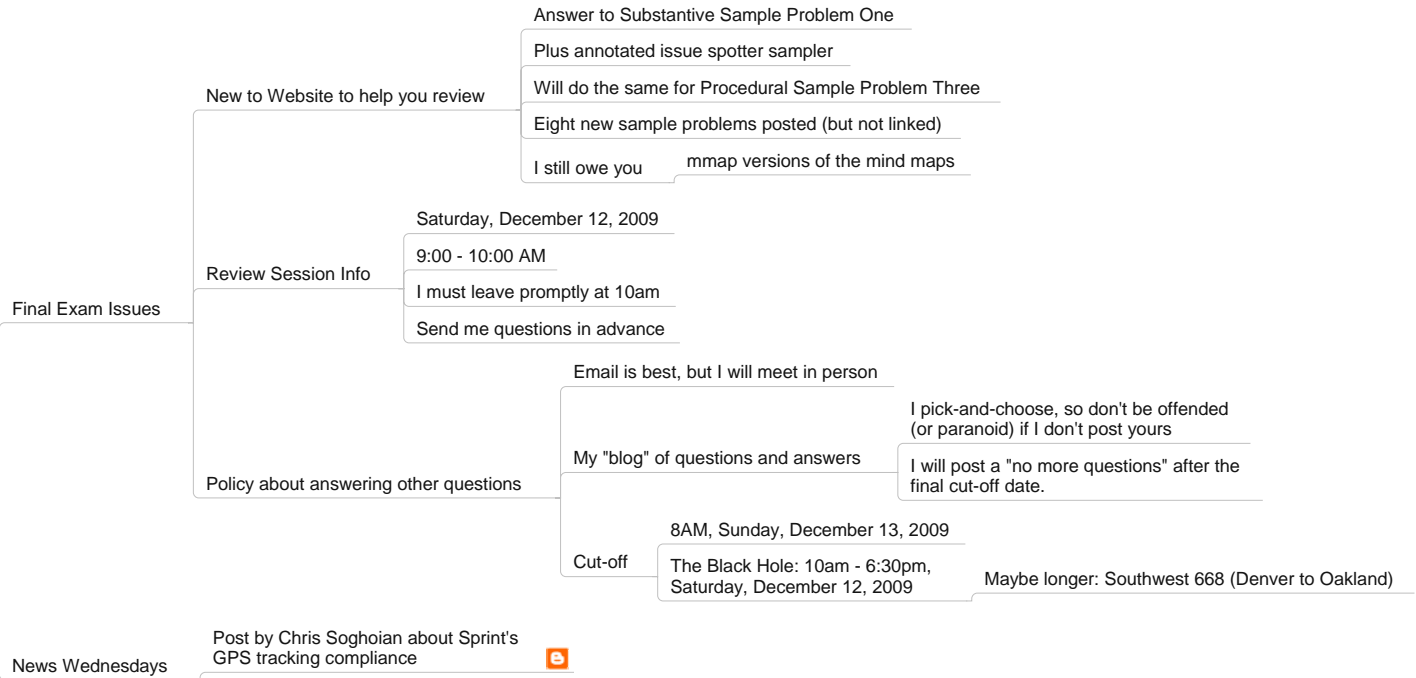 Final Exam Issues
New to Website to help you review
Answer to Substantive Sample Problem One
Plus annotated issue spotter sampler
Will do the same for Procedural Sample Problem Three
Eight new sample problems posted (but not linked)
I still owe you
mmap versions of the mind maps
Review Session Info
Saturday, December 12, 2009
9:00 - 10:00 AM
I must leave promptly at 10am
Send me questions in advance
Policy about answering other questions
Email is best, but I will meet in person
My "blog" of questions and answers
I pick-and-choose, so don't be offended
(or paranoid) if I don't post yours
I will post a "no more questions" after the
final cut-off date.
Cut-off
8AM, Sunday, December 13, 2009
The Black Hole: 10am - 6:30pm,
Saturday, December 12, 2009
Maybe longer: Southwest 668 (Denver to Oakland)
News Wednesdays
Post by Chris Soghoian about Sprint's
GPS tracking compliance